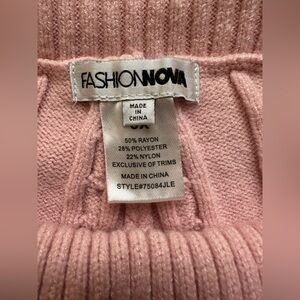 FASHIONNOVA
MADE
IN
CHINA
50% RAYON
28% POLYESTER
22% NYLON
EXCLUSIVE OF TRIMS
MADE IN CHINA
STYLE#75084JLE